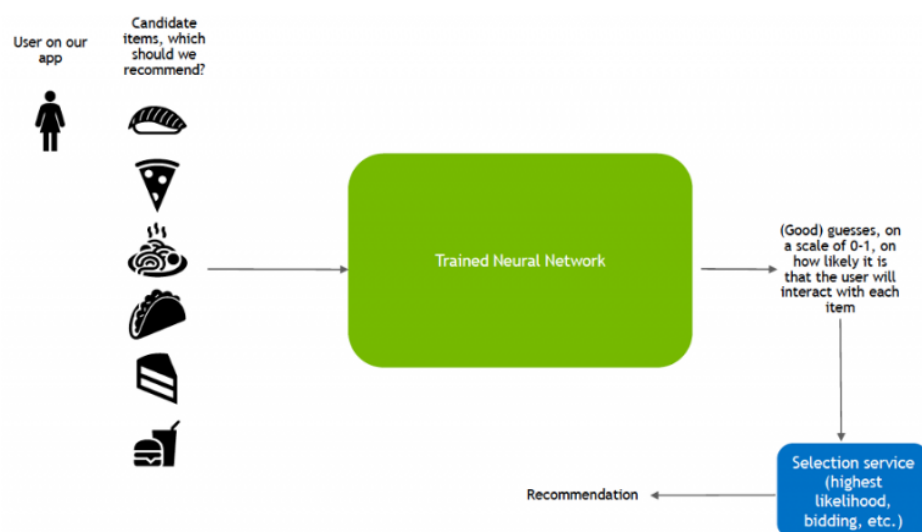 User on our
app
Candidate
items, which
should we
recommend?
Trained Neural Network
(Good) guesses, on
a scale of 0-1, on
how likely it is
that the user will
interact with each
item
Selection service
(highest
likelihood,
bidding, etc.)
Recommendation